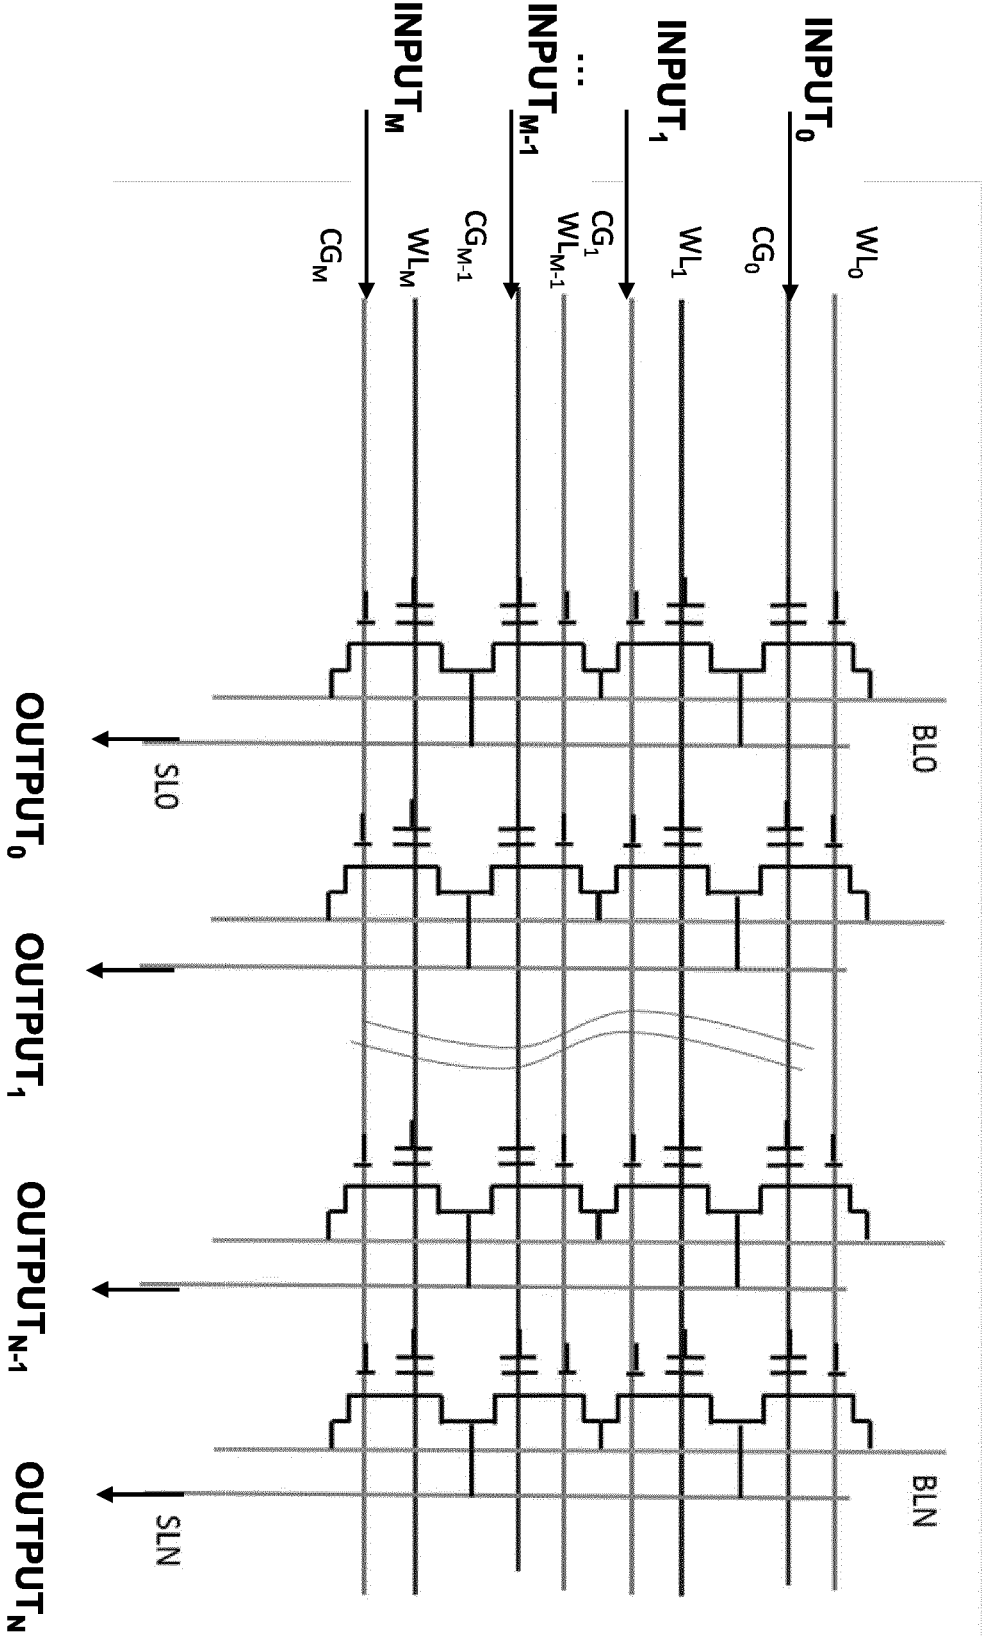 INPUT0
INPUT1
...
INPUTM-1
INPUTM
WL0
CG0
WL1
CG1
WLM-1
CGM-1
WLM
CGM
BL0
SL0
BLN
SLN
OUTPUT0
OUTPUT1
OUTPUTN-1
OUTPUTN